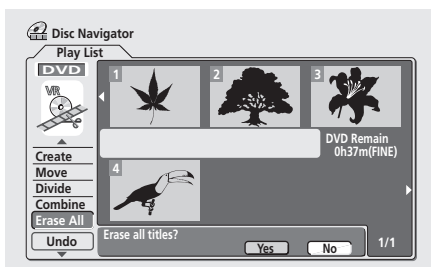 Disc Navigator
Play List
DVD
VR
1
2
3
DVD Remain
0h37m(FINE)
4
Create
Move
Divide
Combine
Erase All
Undo
Erase all titles?
Yes
No
1/1